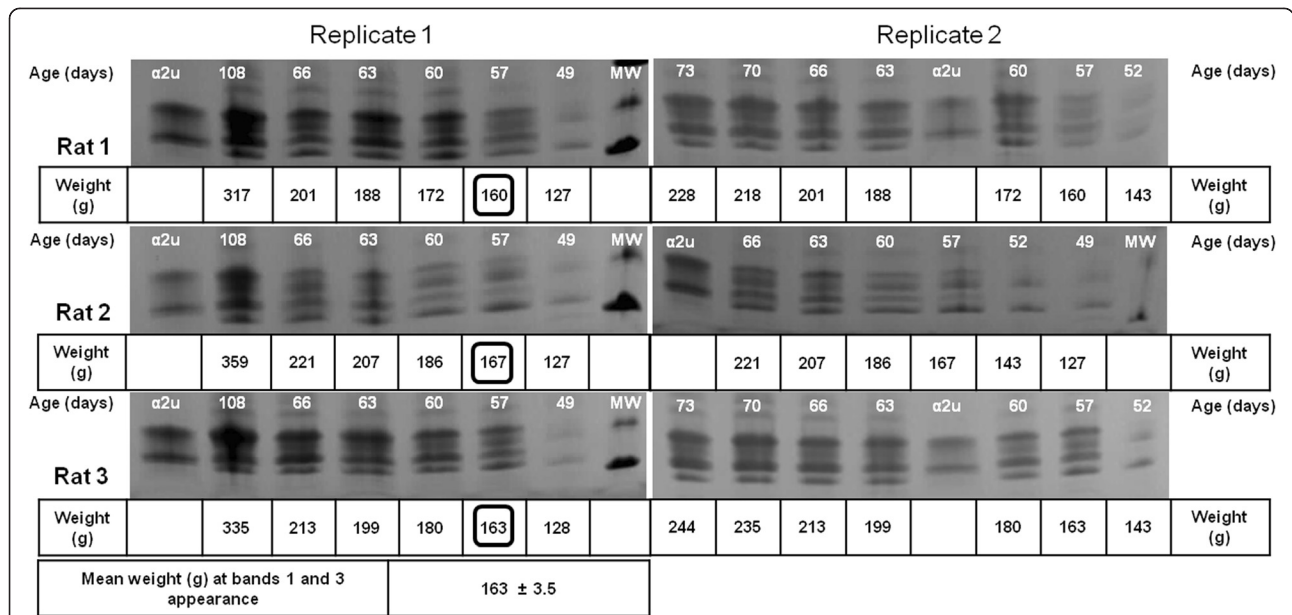 Replicate 1 Replicate 2
Age (days) α2u 108 66 63 60 57 49 MW 73 70 66 63 α2u 60 57 52 Age (days)
Rat 1
Weight (g) 317 201 188 172 160 127 228 218 201 188 172 160 143 Weight (g)
Age (days) α2u 108 66 63 60 57 49 MW α2u 66 63 60 57 52 49 MW Age (days)
Rat 2
Weight (g) 359 221 207 186 167 127 221 207 186 167 143 127 Weight (g)
Age (days) α2u 108 66 63 60 57 49 MW 73 70 66 63 α2u 60 57 52 Age (days)
Rat 3
Weight (g) 335 213 199 180 163 128 244 235 213 199 180 163 143 Weight (g)
Mean weight (g) at bands 1 and 3 appearance 163 ± 3.5